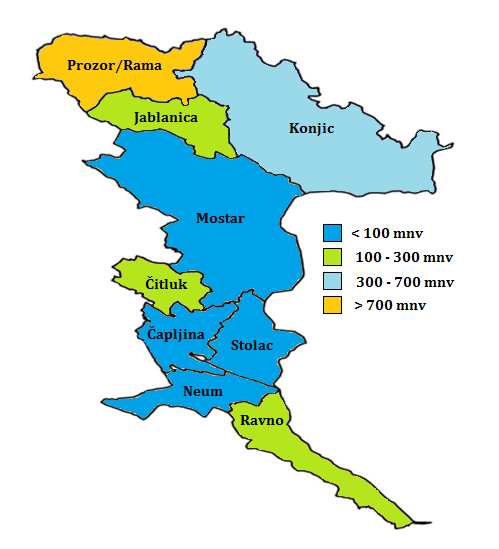 Prozor/Rama
Jablanica
Konjic
Mostar
< 100 mnv
100 - 300 mnv
300 - 700 mnv
> 700 mnv
Čitluk
Čapljina
Stolac
Neum
Ravno